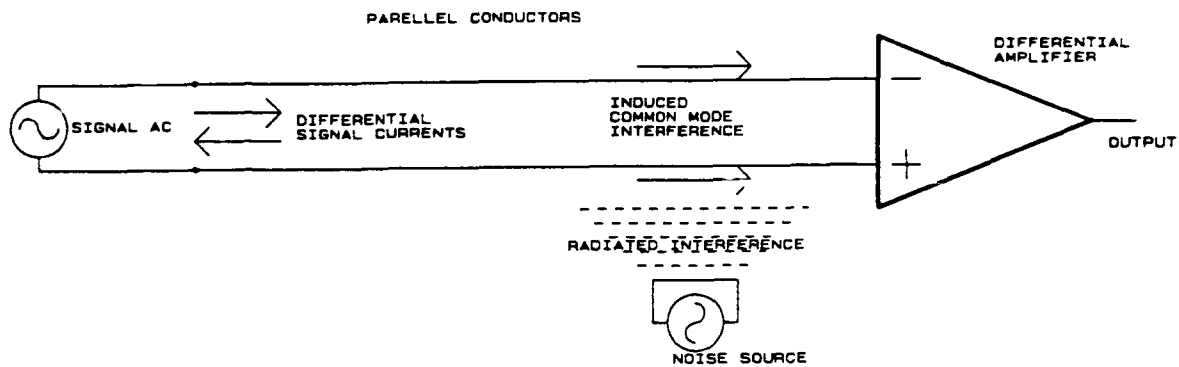 PARELLEL CONDUCTORS
DIFFERENTIAL
AMPLIFIER
SIGNAL AC
DIFFERENTIAL
SIGNAL CURRENTS
INDUCED
COMMON MODE
INTERFERENCE
−
+
OUTPUT
RADIATED INTERFERENCE
NOISE SOURCE